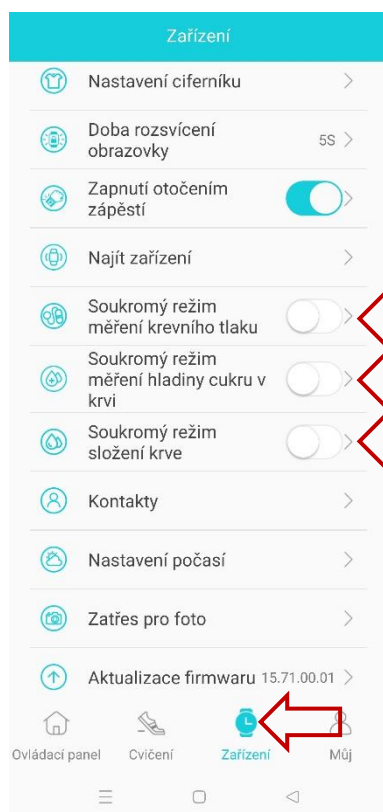 Zařízení
Nastavení ciferníku
Doba rozsvícení
obrazovky
5S
Zapnutí otočením
zápěstí
Najít zařízení
Soukromý režim
měření krevního tlaku
Soukromý režim
měření hladiny cukru v
krvi
Soukromý režim
složení krve
Kontakty
Nastavení počasí
Zatřes pro foto
Aktualizace firmwaru 15.71.00.01
Ovládací panel Cvičení Zařízení Můj